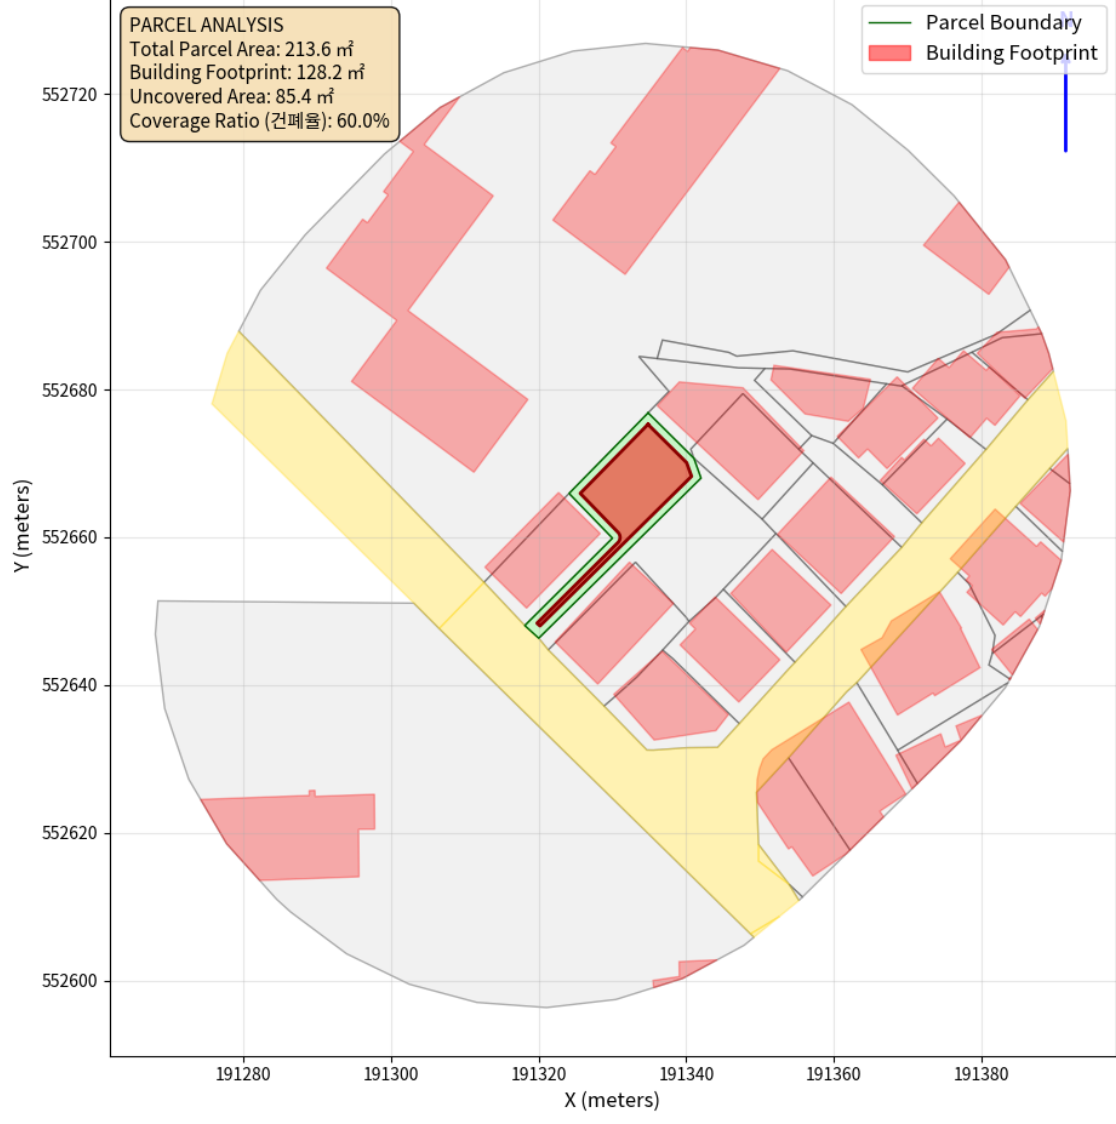 PARCEL ANALYSIS
Total Parcel Area: 213.6 ㎡
Building Footprint: 128.2 ㎡
Uncovered Area: 85.4 ㎡
Coverage Ratio (건폐율): 60.0%
N
Parcel Boundary
Building Footprint
552720
552700
552680
552660
552640
552620
552600
Y (meters)
191280
191300
191320
191340
191360
191380
X (meters)